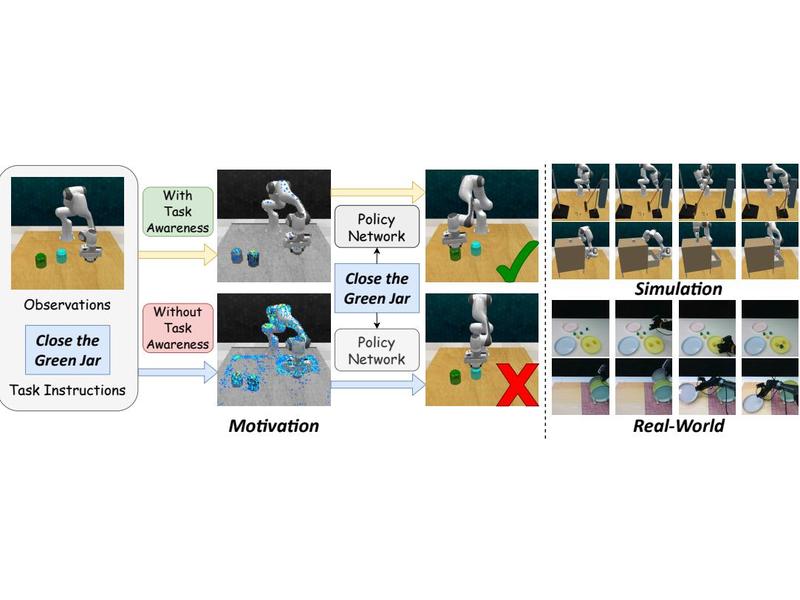 Observations
Close the
Green Jar
Task Instructions
With
Task
Awareness
Without
Task
Awareness
Policy
Network
Close the
Green Jar
Policy
Network
Motivation
Simulation
Real-World